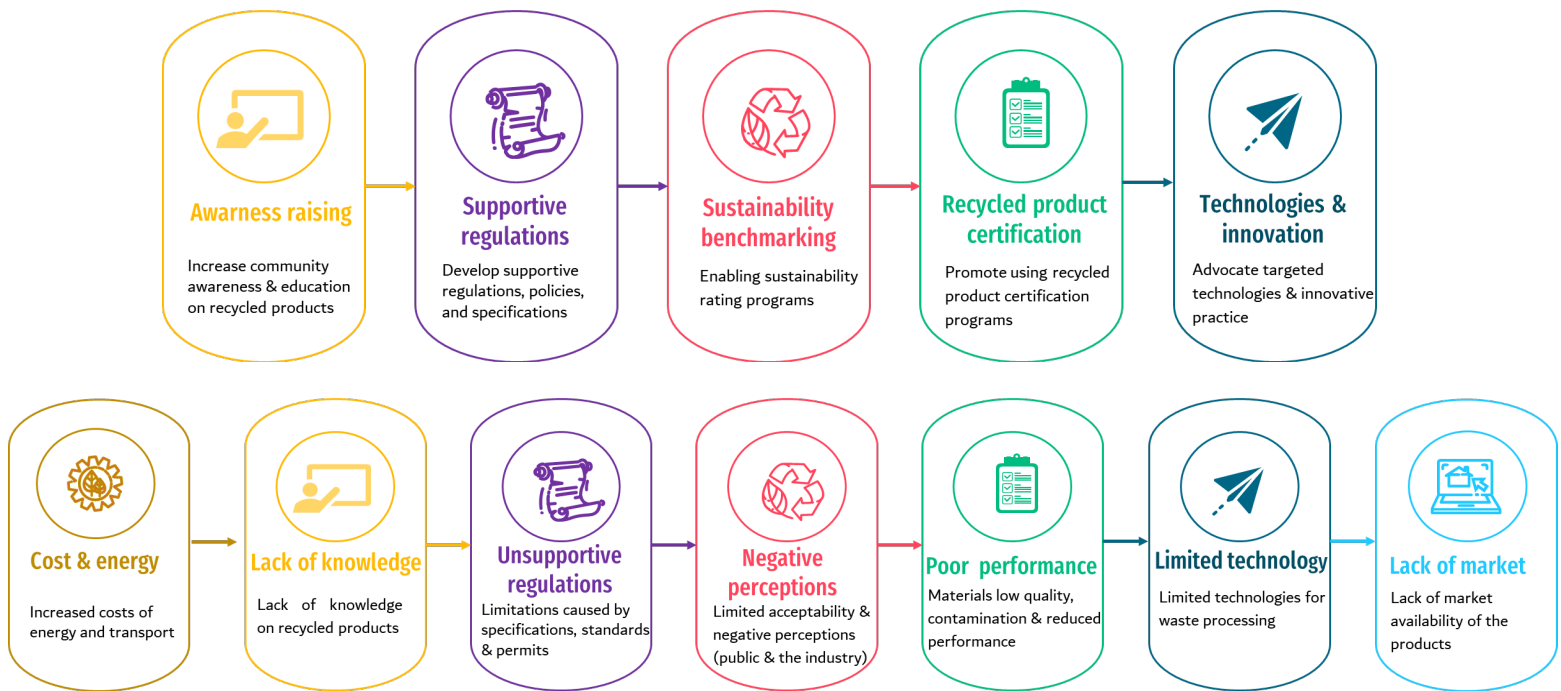 Awarness raising
Increase community
awareness & education
on recycled products
Supportive
regulations
Develop supportive
regulations, policies,
and specifications
Sustainability
benchmarking
Enabling sustainability
rating programs
Recycled product
certification
Promote using recycled
product certification
programs
Technologies &
innovation
Advocate targeted
technologies & innovative
practice
Cost & energy
Increased costs of
energy and transport
Lack of knowledge
Lack of knowledge
on recycled products
Unsupportive
regulations
Limitations caused by
specifications, standards
& permits
Negative
perceptions
Limited acceptability &
negative perceptions
(public & the industry)
Poor performance
Materials low quality,
contamination & reduced
performance
Limited technology
Limited technologies for
waste processing
Lack of market
Lack of market
availability of the
products